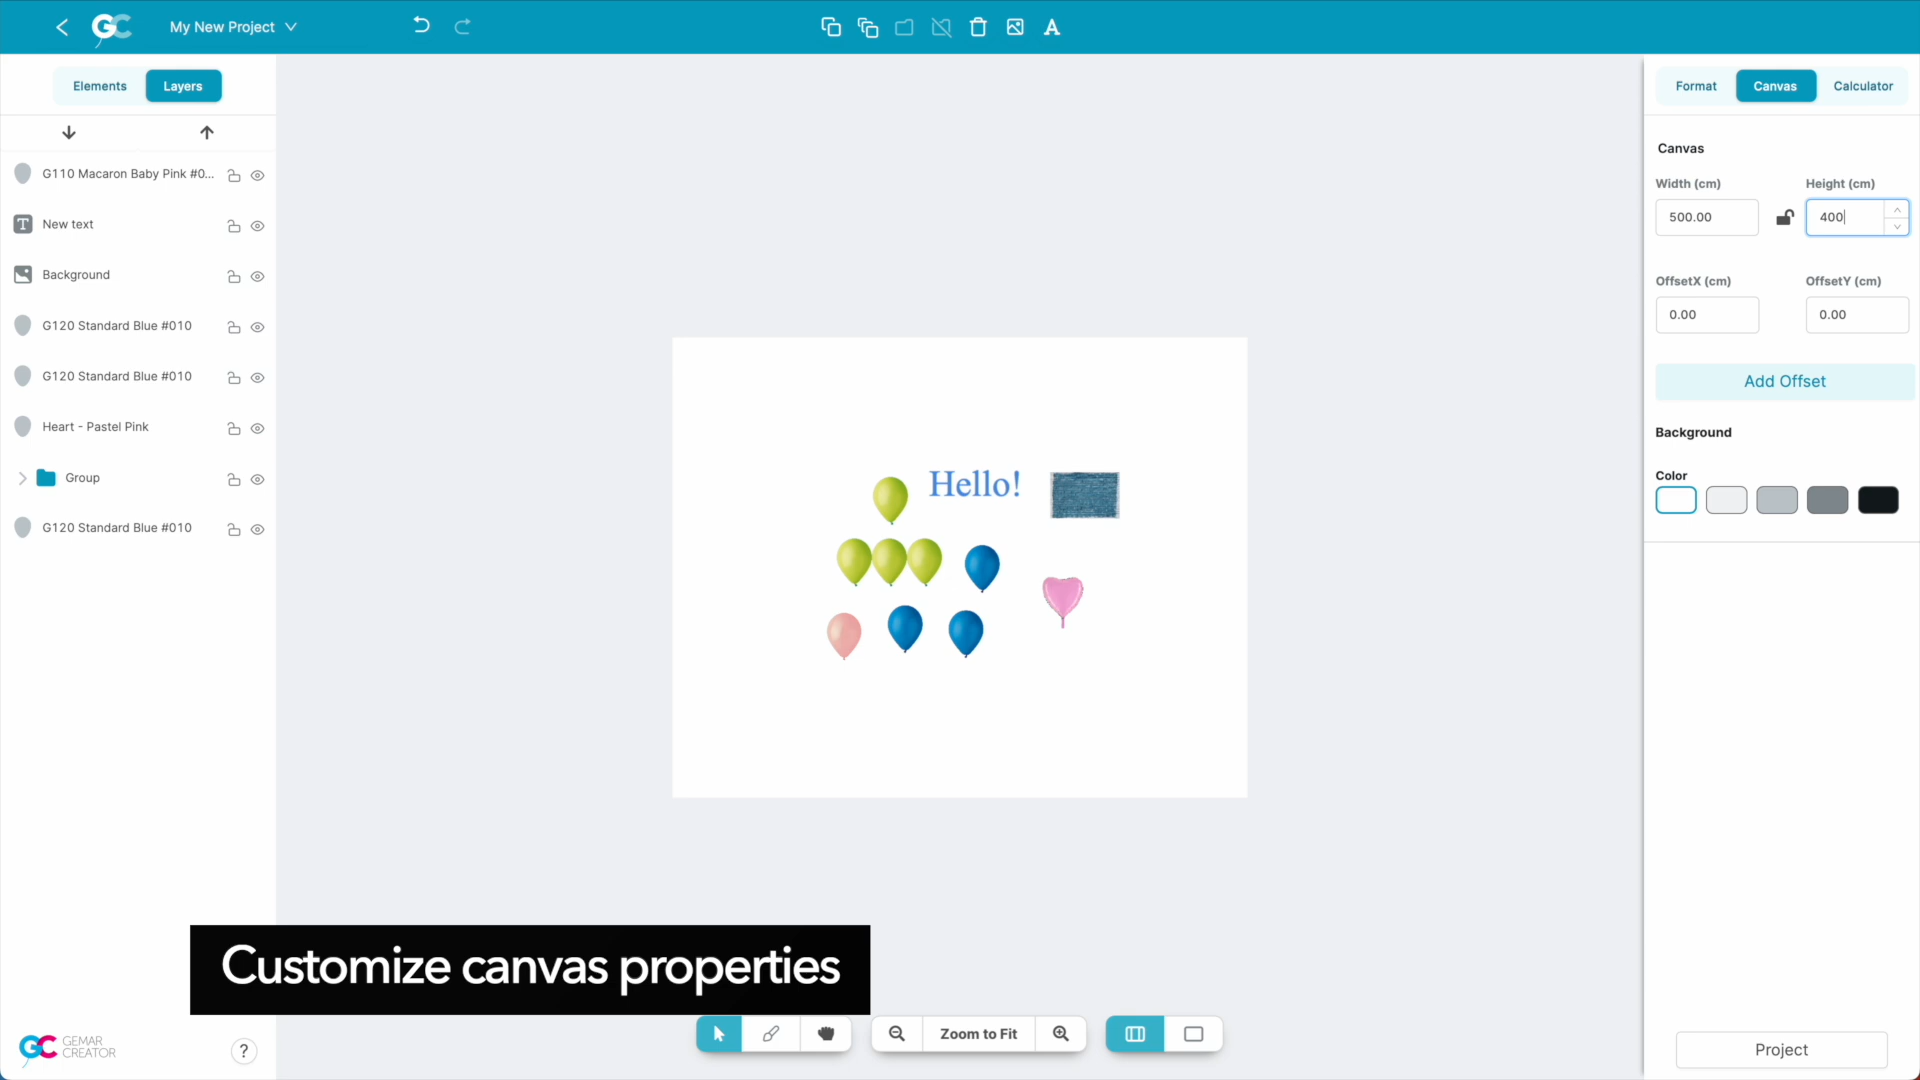 GC
My New Project
A
Elements
Layers
G110 Macaron Baby Pink #0...
T New text
Background
G120 Standard Blue #010
G120 Standard Blue #010
Heart - Pastel Pink
Group
G120 Standard Blue #010
Hello!
Format
Canvas
Calculator
Canvas
Width (cm)
Height (cm)
500.00
400
OffsetX (cm)
OffsetY (cm)
0.00
0.00
Add Offset
Background
Color
Customize canvas properties
GC GEMAR
CREATOR
?
Zoom to Fit
Project